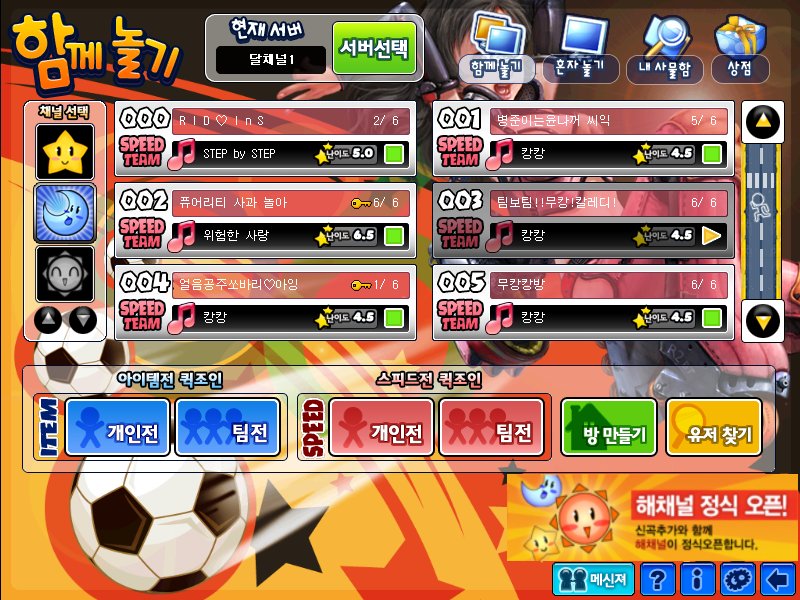 함께 놀기
현재 서버
달채널1
서버선택
함께 놀기
혼자 놀기
내 사물함
상점
채널 선택
000 R I D ♡ I n S 2/ 6
SPEED TEAM STEP by STEP 난이도 5.0
001 병준이는윤나꺼 씨익 5/ 6
SPEED TEAM 캉캉 난이도 4.5
002 퓨어리티 사과 놀아 6/ 6
SPEED TEAM 위험한 사랑 난이도 6.5
003 팀보팀!!무캉!칼레디! 6/ 6
SPEED TEAM 캉캉 난이도 4.5
004 얼음공주쏘바리♡아잉 1/ 6
SPEED TEAM 캉캉 난이도 4.5
005 무캉캉방 6/ 6
SPEED TEAM 캉캉 난이도 4.5
아이템전 퀵조인
스피드전 퀵조인
ITEM 개인전 팀전
SPEED 개인전 팀전
방 만들기
유저 찾기
해채널 정식 오픈!
신곡추가와 함께
해채널이 정식오픈합니다.
메신져
?
i